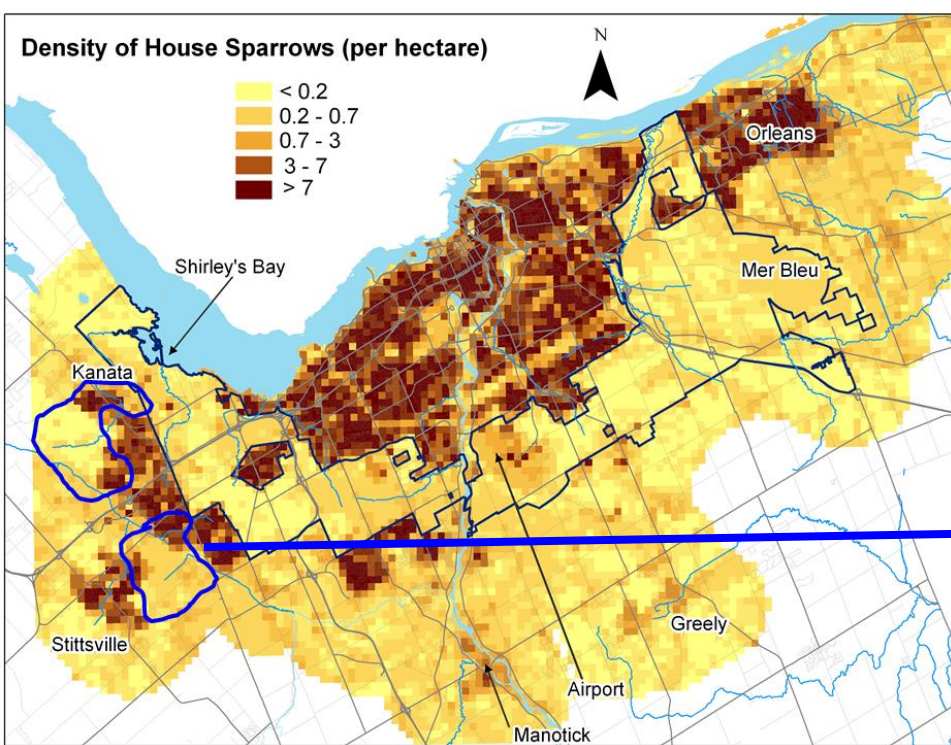 Density of House Sparrows (per hectare)
N
< 0.2
0.2 - 0.7
0.7 - 3
3 - 7
> 7
Orleans
Shirley's Bay
Mer Bleu
Kanata
Greely
Stittsville
Airport
Manotick